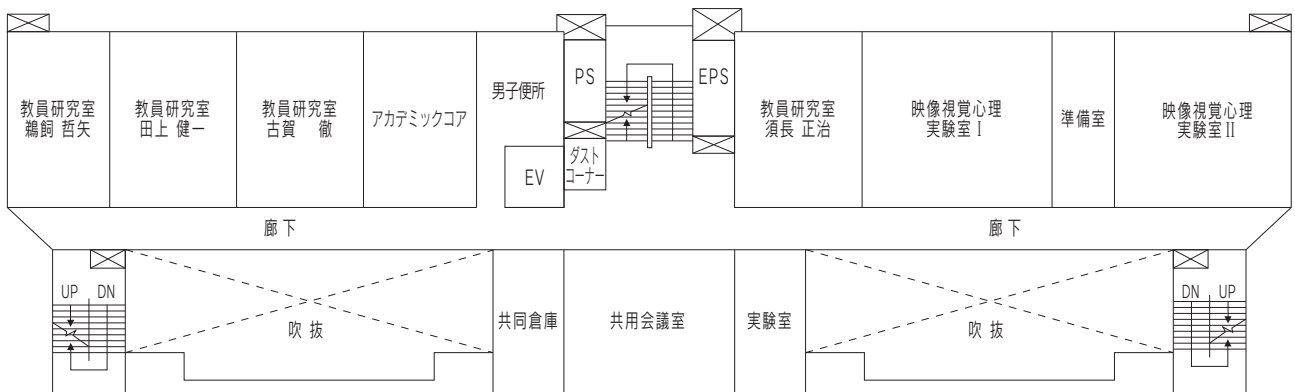 教員研究室
鵜飼 哲矢
教員研究室
田上 健一
教員研究室
古賀　徹
アカデミックコア
男子便所
PS
EPS
教員研究室
須長 正治
映像視覚心理
実験室 I
準備室
映像視覚心理
実験室 II
EV
ダスト
コーナー
廊下
廊下
UP DN
吹抜
共同倉庫
共用会議室
実験室
吹抜
DN UP